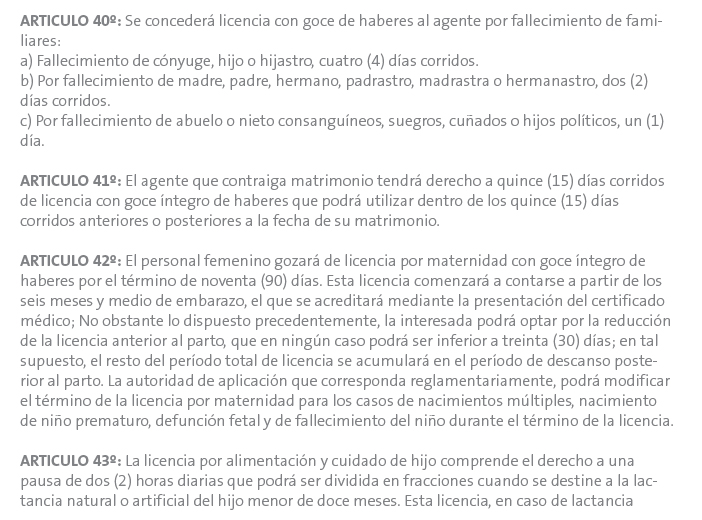 ARTICULO 40º: Se concederá licencia con goce de haberes al agente por fallecimiento de fami-
liares:
a) Fallecimiento de cónyuge, hijo o hijastro, cuatro (4) días corridos.
b) Por fallecimiento de madre, padre, hermano, padrastro, madrastra o hermanastro, dos (2)
días corridos.
c) Por fallecimiento de abuelo o nieto consanguíneos, suegros, cuñados o hijos políticos, un (1)
día.
ARTICULO 41º: El agente que contraiga matrimonio tendrá derecho a quince (15) días corridos
de licencia con goce íntegro de haberes que podrá utilizar dentro de los quince (15) días
corridos anteriores o posteriores a la fecha de su matrimonio.
ARTICULO 42º: El personal femenino gozará de licencia por maternidad con goce íntegro de
haberes por el término de noventa (90) días. Esta licencia comenzará a contarse a partir de los
seis meses y medio de embarazo, el que se acreditará mediante la presentación del certificado
médico; No obstante lo dispuesto precedentemente, la interesada podrá optar por la reducción
de la licencia anterior al parto, que en ningún caso podrá ser inferior a treinta (30) días; en tal
supuesto, el resto del período total de licencia se acumulará en el período de descanso poste-
rior al parto. La autoridad de aplicación que corresponda reglamentariamente, podrá modificar
el término de la licencia por maternidad para los casos de nacimientos múltiples, nacimiento
de niño prematuro, defunción fetal y de fallecimiento del niño durante el término de la licencia.
ARTICULO 43º: La licencia por alimentación y cuidado de hijo comprende el derecho a una
pausa de dos (2) horas diarias que podrá ser dividida en fracciones cuando se destine a la lac-
tancia natural o artificial del hijo menor de doce meses. Esta licencia, en caso de lactancia